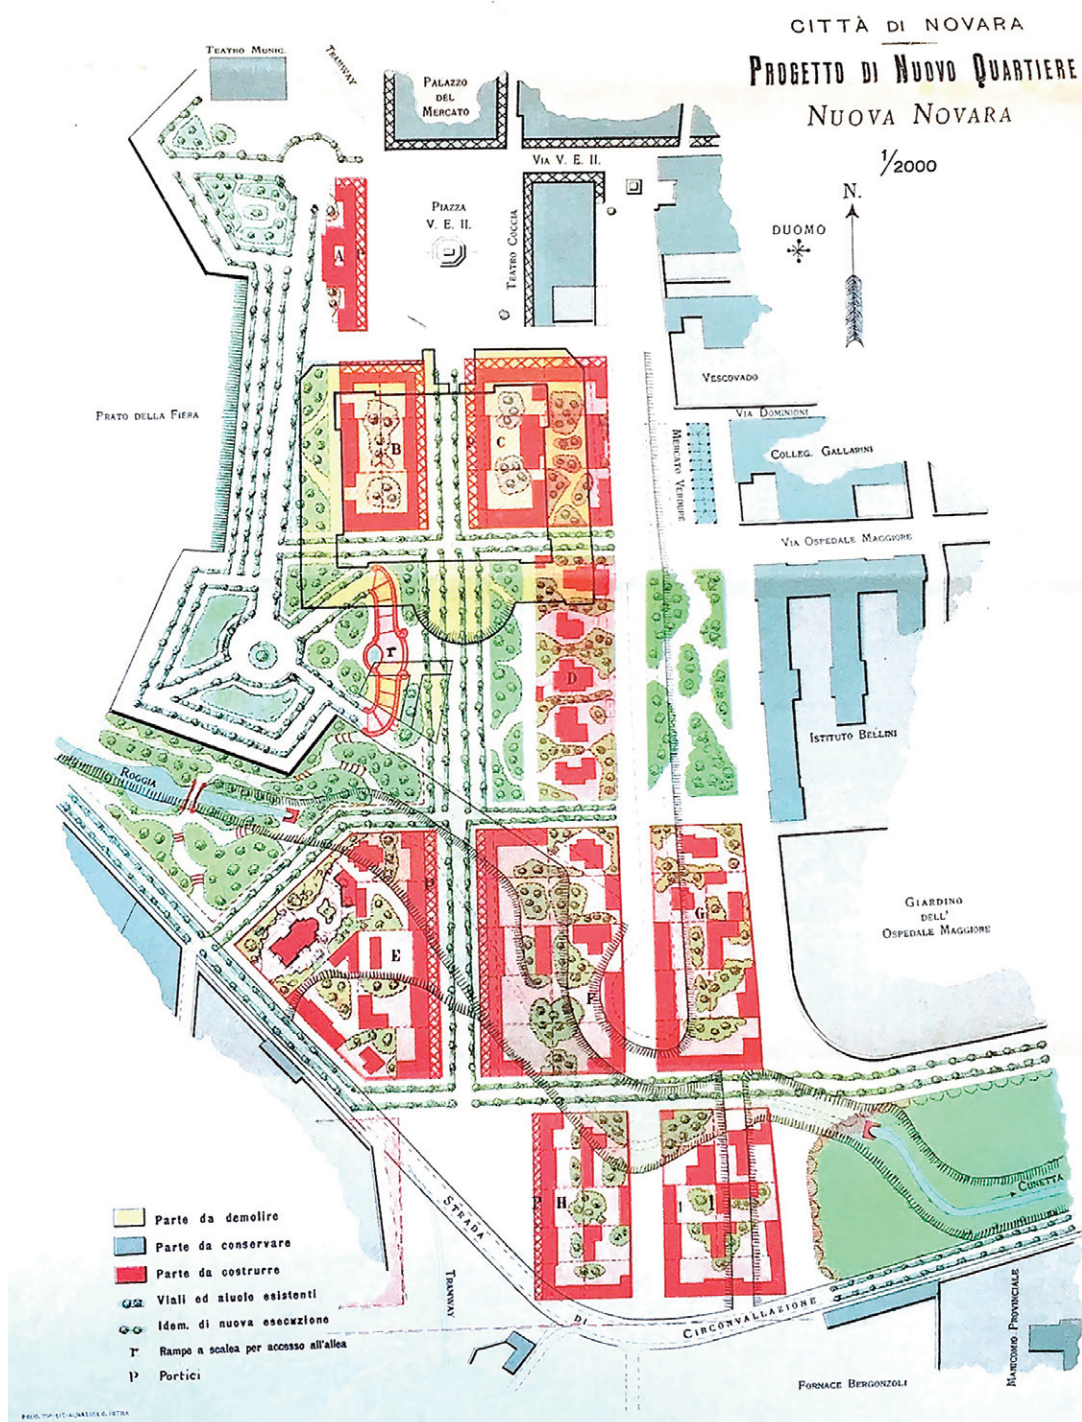 CITTÀ DI NOVARA
PROGETTO DI NUOVO QUARTIERE
NUOVA NOVARA
1/2000
N.
DUOMO
TEATRO MUNIC.
TRAMWAY
PALAZZO
DEL
MERCATO
VIA V. E. II.
PIAZZA
V. E. II.
TEATRO COCCIA
A
P
VESCOVADO
VIA DOMINIONI
PRATO DELLA FIERA
MERCATO VERDURE
COLLEG. GALLARINI
B
C
VIA OSPEDALE MAGGIORE
r
D
ISTITUTO BELLINI
ROGGIA
P
GIARDINO
DELL'
OSPEDALE MAGGIORE
E
F
G
STRADA
DI
CIRCONVALLAZIONE
P
H
I
CUNETTA
TRAMWAY
MANICOMIO PROVINCIALE
FORNACE BERGONZOLI
Parte da demolire
Parte da conservare
Parte da costrurre
Viali ed aiuole esistenti
Idem. di nuova esecuzione
r Rampe a scalea per accesso all'allea
P Portici